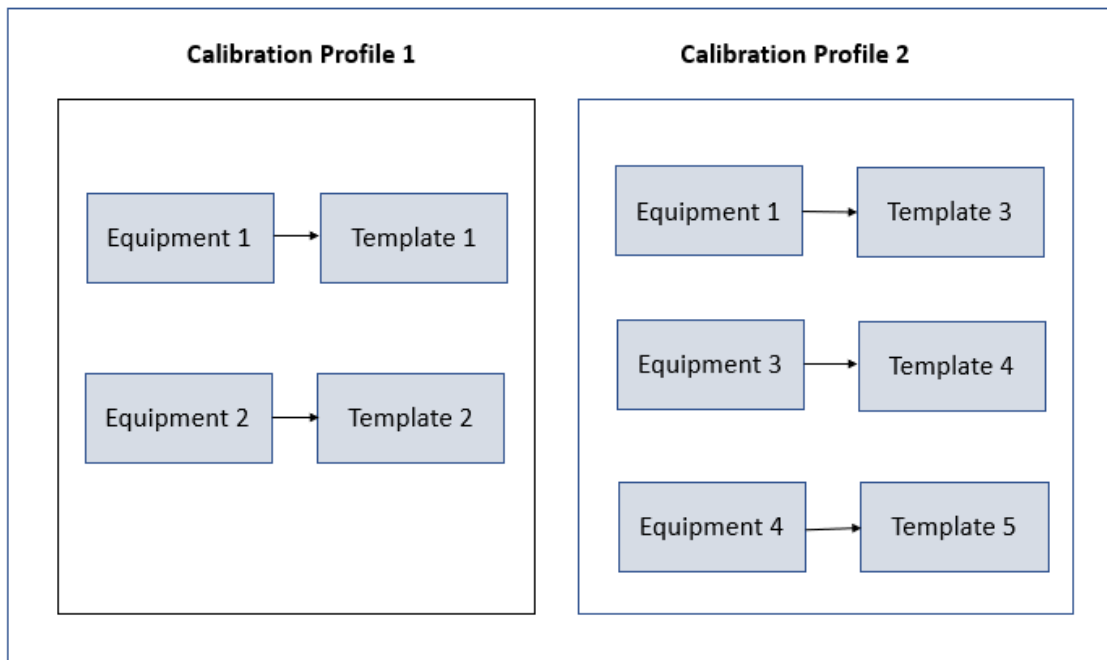 Calibration Profile 1
Equipment 1
Template 1
Equipment 2
Template 2
Calibration Profile 2
Equipment 1
Template 3
Equipment 3
Template 4
Equipment 4
Template 5